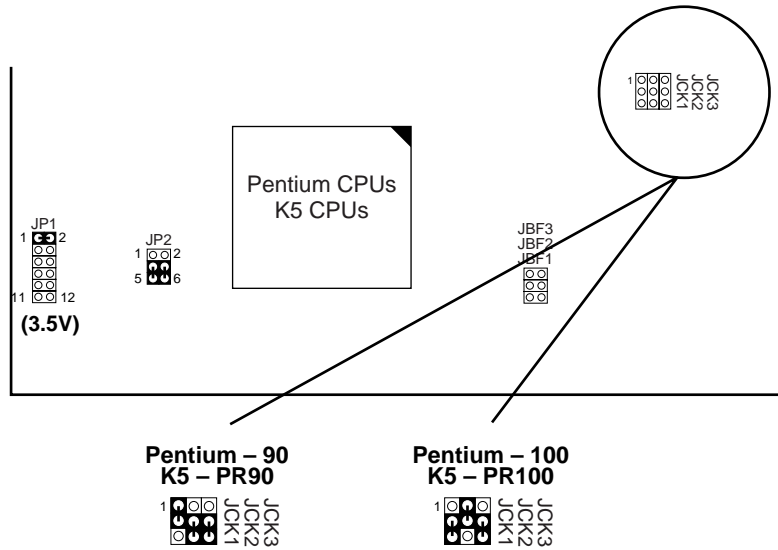 1
JCK1
JCK2
JCK3
Pentium CPUs
K5 CPUs
JP1
1 2
11 12
(3.5V)
JP2
1 2
5 6
JBF3
JBF2
JBF1
Pentium – 90
K5 – PR90
1
JCK1
JCK2
JCK3
Pentium – 100
K5 – PR100
1
JCK1
JCK2
JCK3